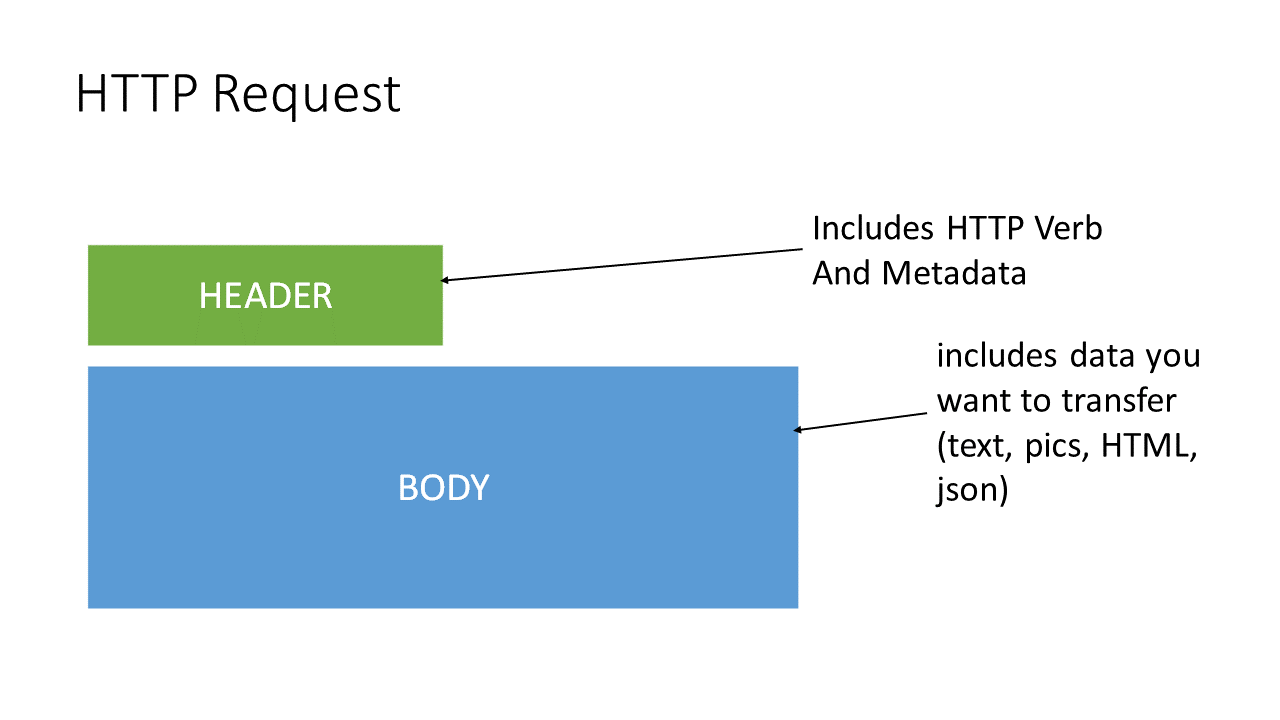 HTTP Request
Includes HTTP Verb
And Metadata
HEADER
includes data you
want to transfer
(text, pics, HTML,
json)
BODY